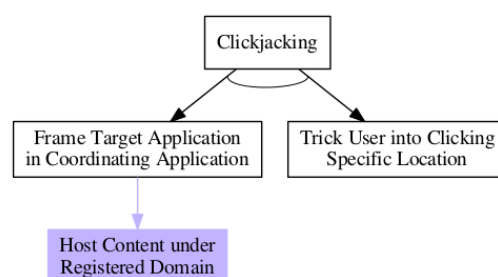 Clickjacking
Frame Target Application
in Coordinating Application
Trick User into Clicking
Specific Location
Host Content under
Registered Domain